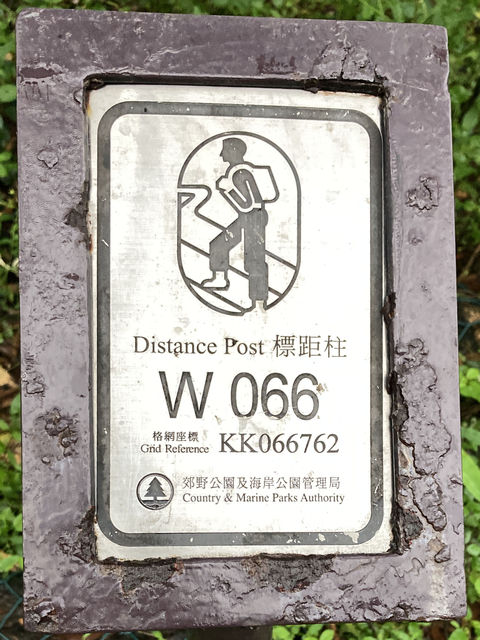 Distance Post 標距柱
W 066
格網座標
Grid Reference KK066762
郊野公園及海岸公園管理局
Country & Marine Parks Authority